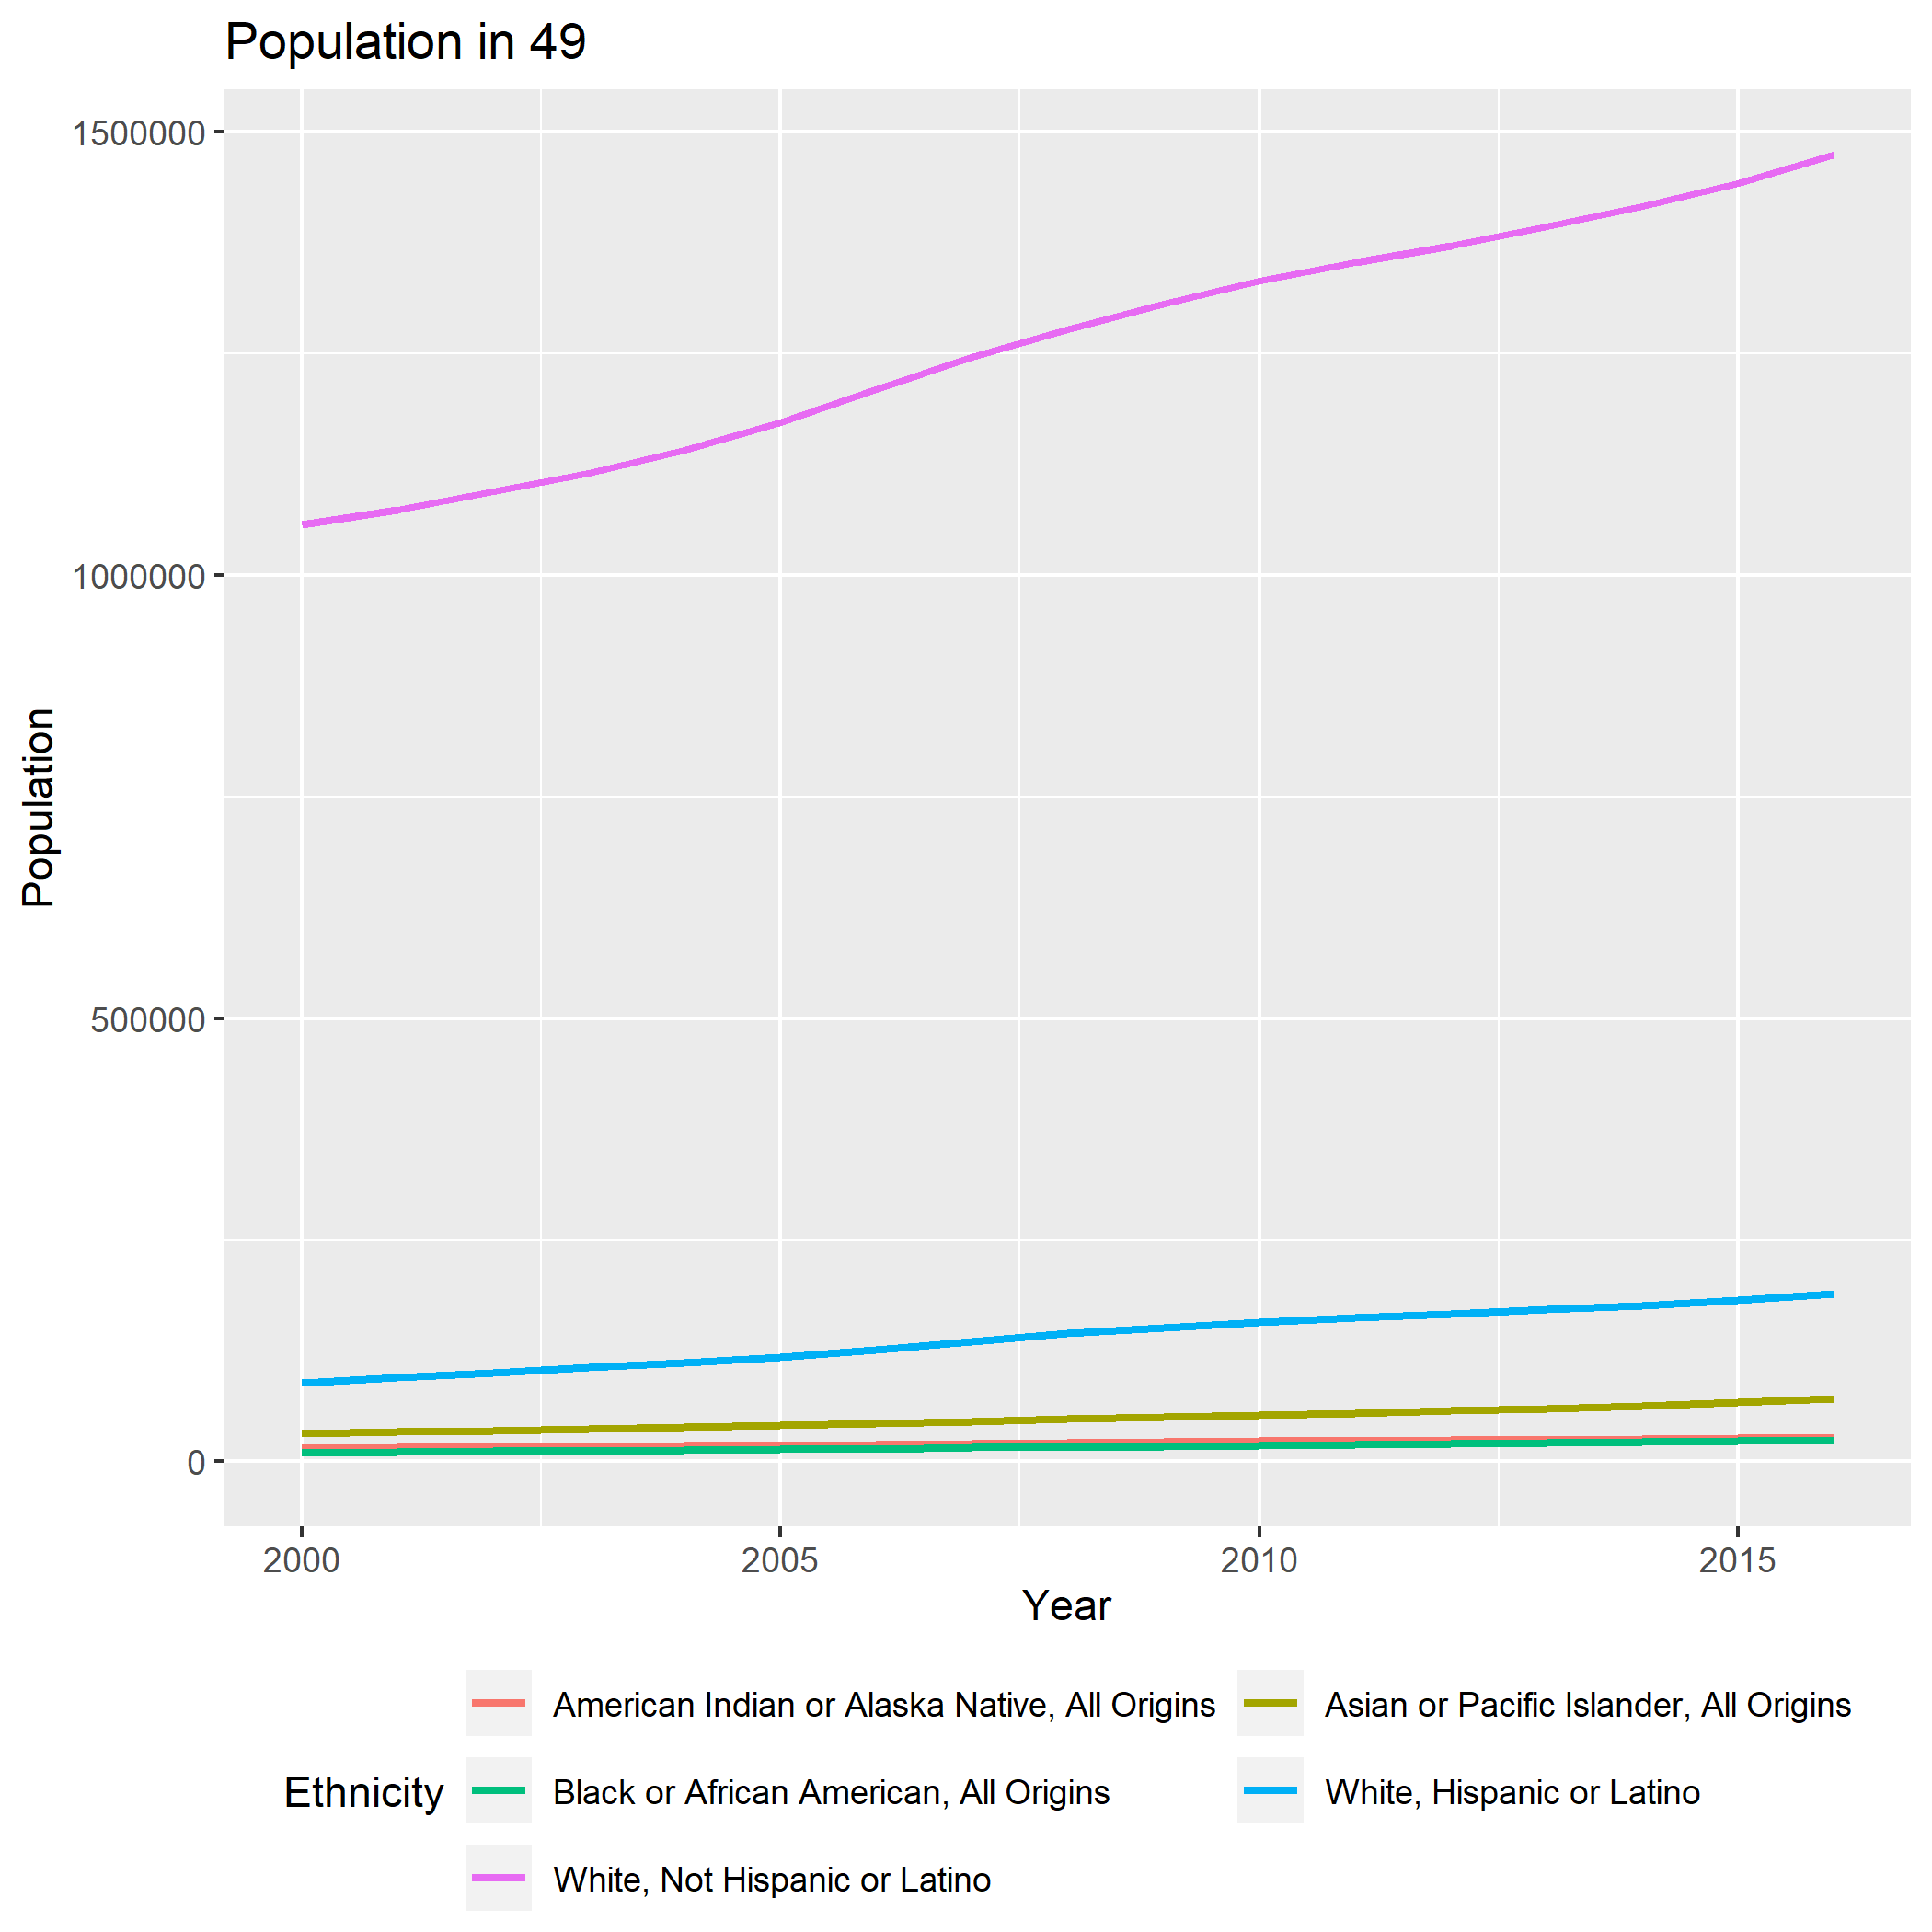 Population in 49
1500000
1000000
500000
0
Population
2000 2005 2010 2015
Year
Ethnicity
American Indian or Alaska Native, All Origins
Asian or Pacific Islander, All Origins
Black or African American, All Origins
White, Hispanic or Latino
White, Not Hispanic or Latino